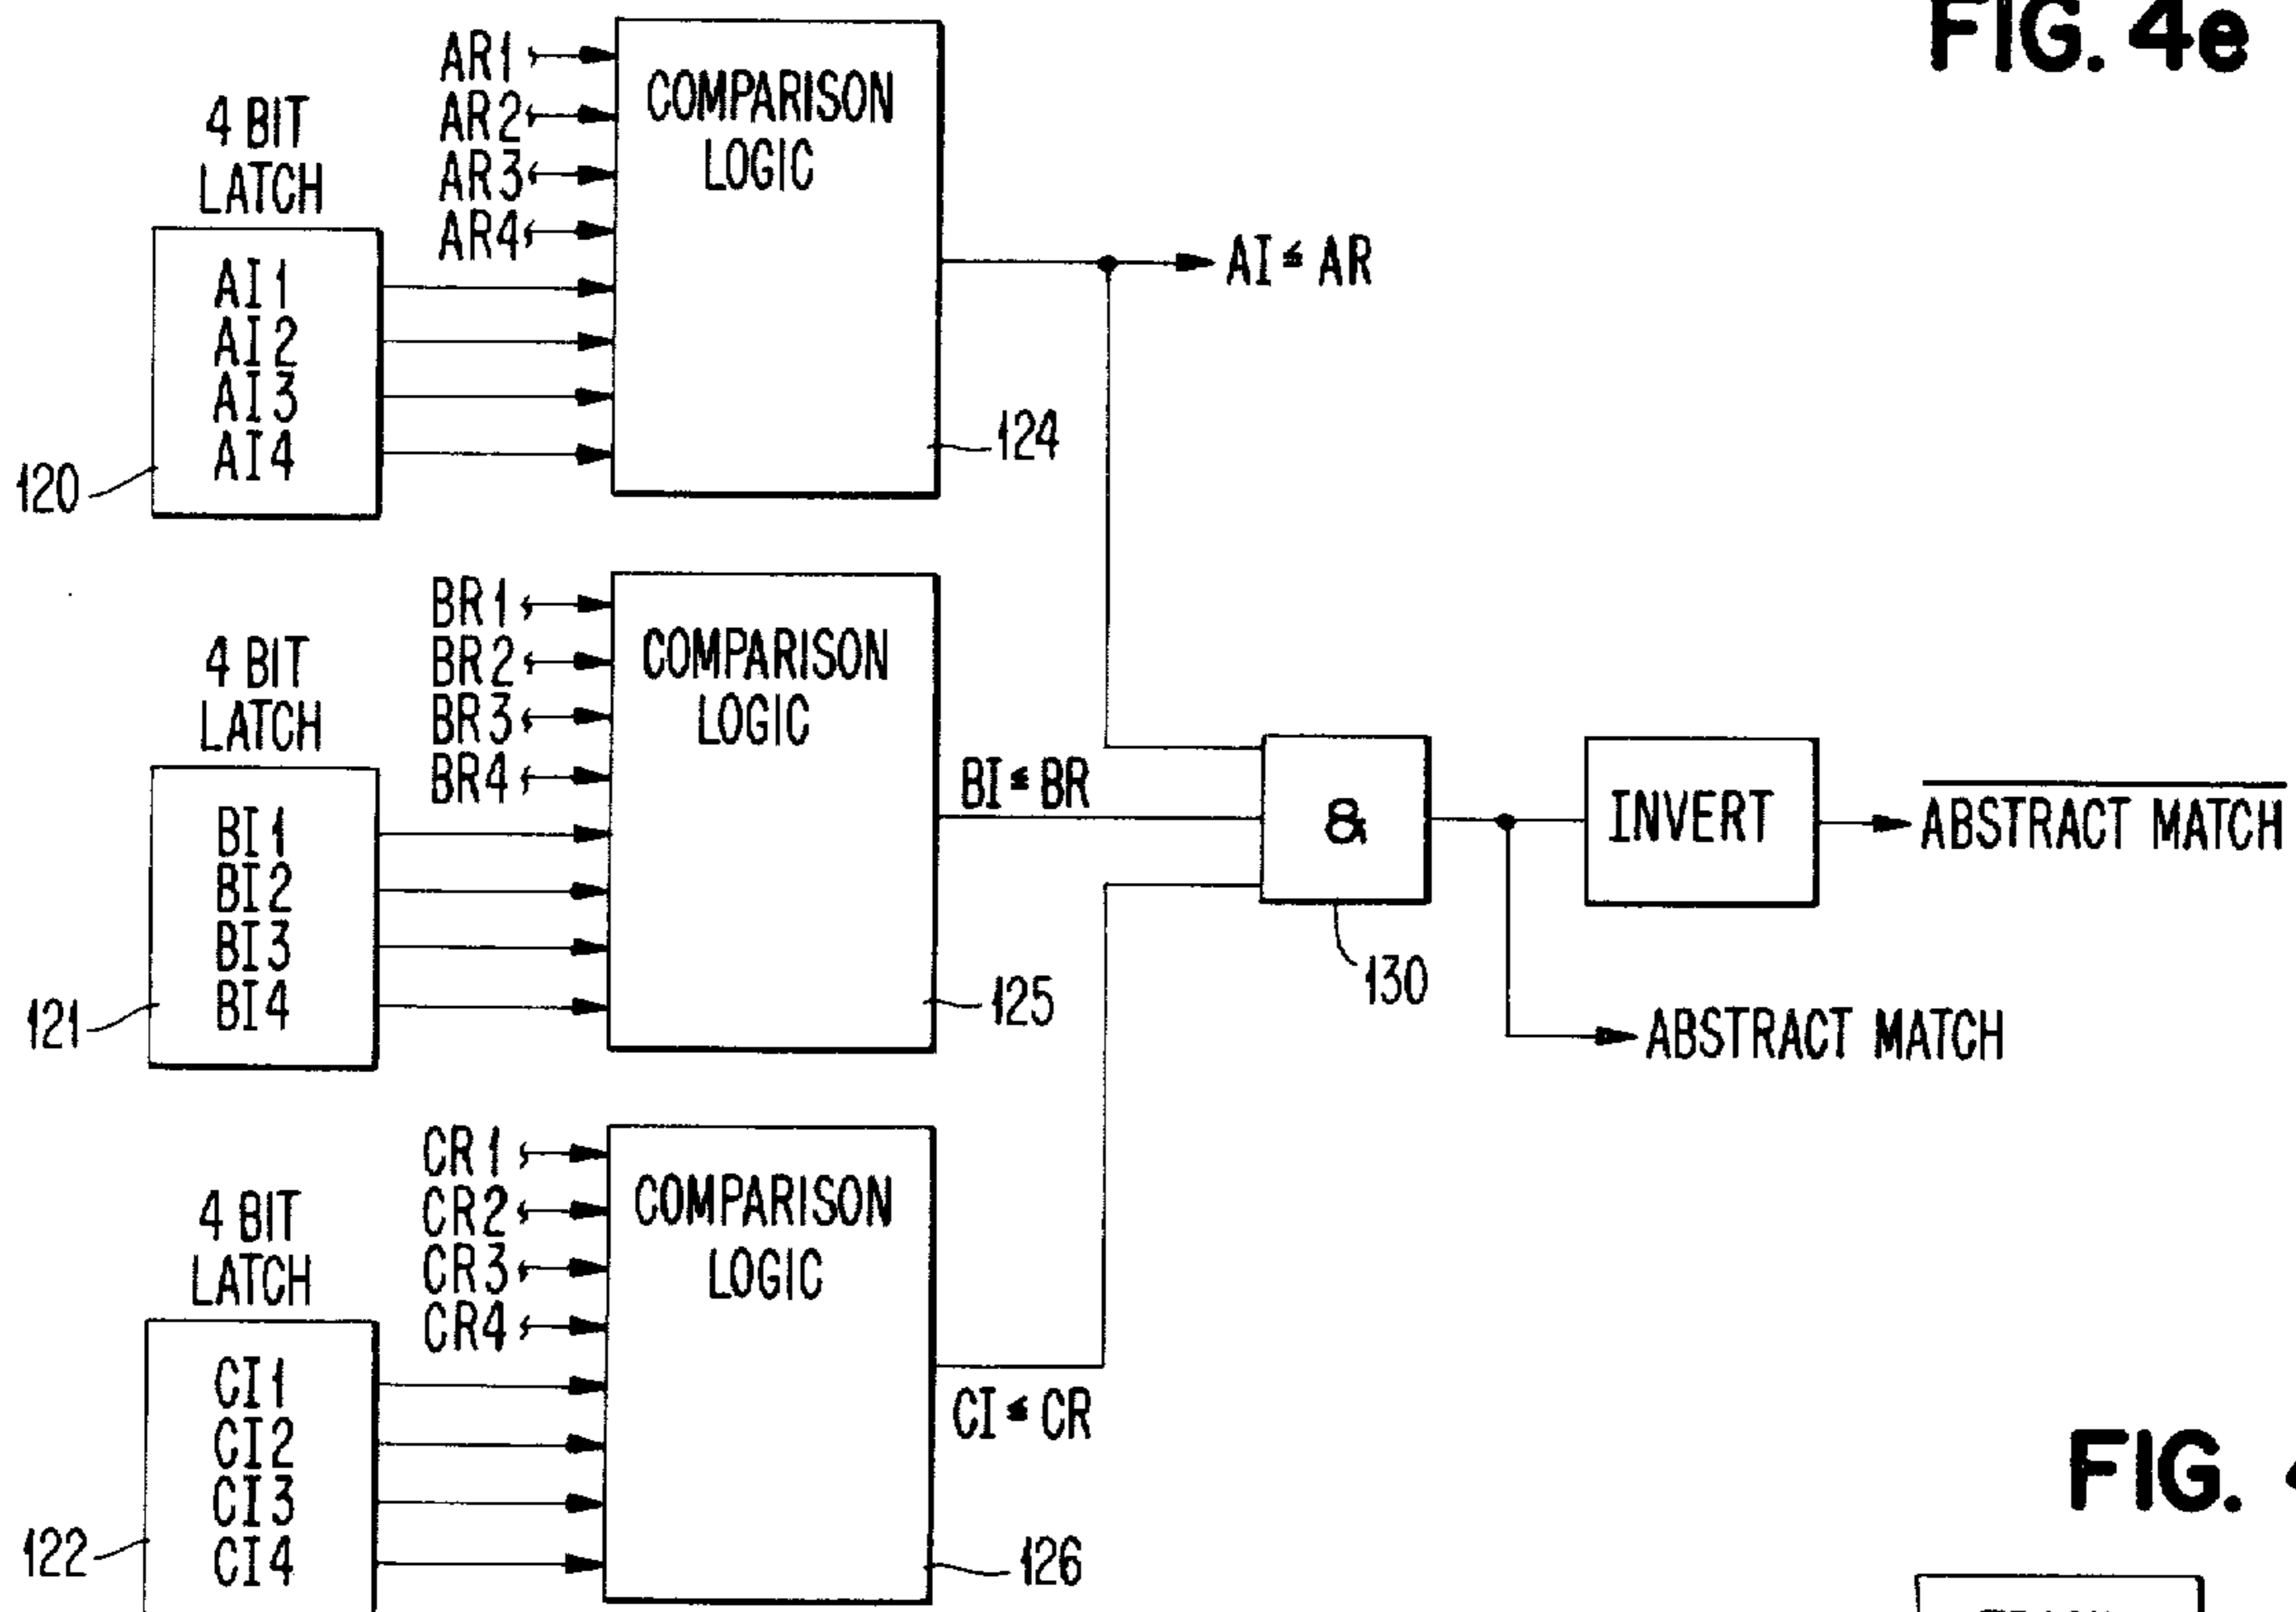 FIG. 4e
4 BIT
LATCH
AI1
AI2
AI3
AI4
120
AR1
AR2
AR3
AR4
COMPARISON
LOGIC
124
AI ≤ AR
4 BIT
LATCH
BI1
BI2
BI3
BI4
121
BR1
BR2
BR3
BR4
COMPARISON
LOGIC
125
BI ≤ BR
&
130
INVERT
ABSTRACT MATCH
ABSTRACT MATCH
4 BIT
LATCH
CI1
CI2
CI3
CI4
122
CR1
CR2
CR3
CR4
COMPARISON
LOGIC
126
CI ≤ CR
FIG.